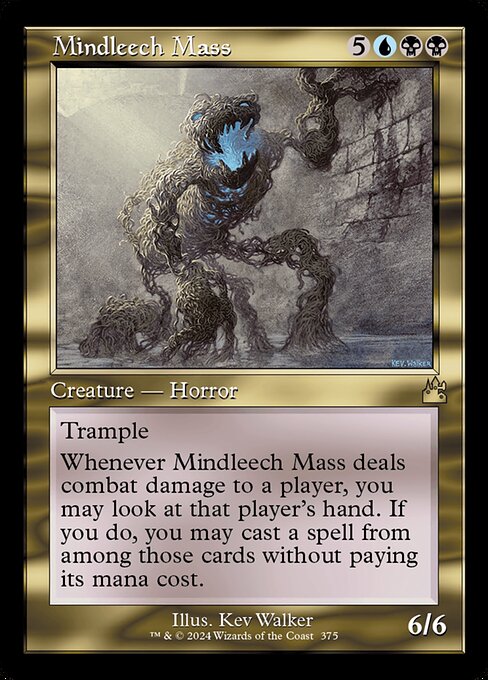 Mindleech Mass 5
KEV. WALKER
Creature — Horror
Trample
Whenever Mindleech Mass deals
combat damage to a player, you
may look at that player's hand. If
you do, you may cast a spell from
among those cards without paying
its mana cost.
Illus. Kev Walker
™ & © 2024 Wizards of the Coast 375
6/6